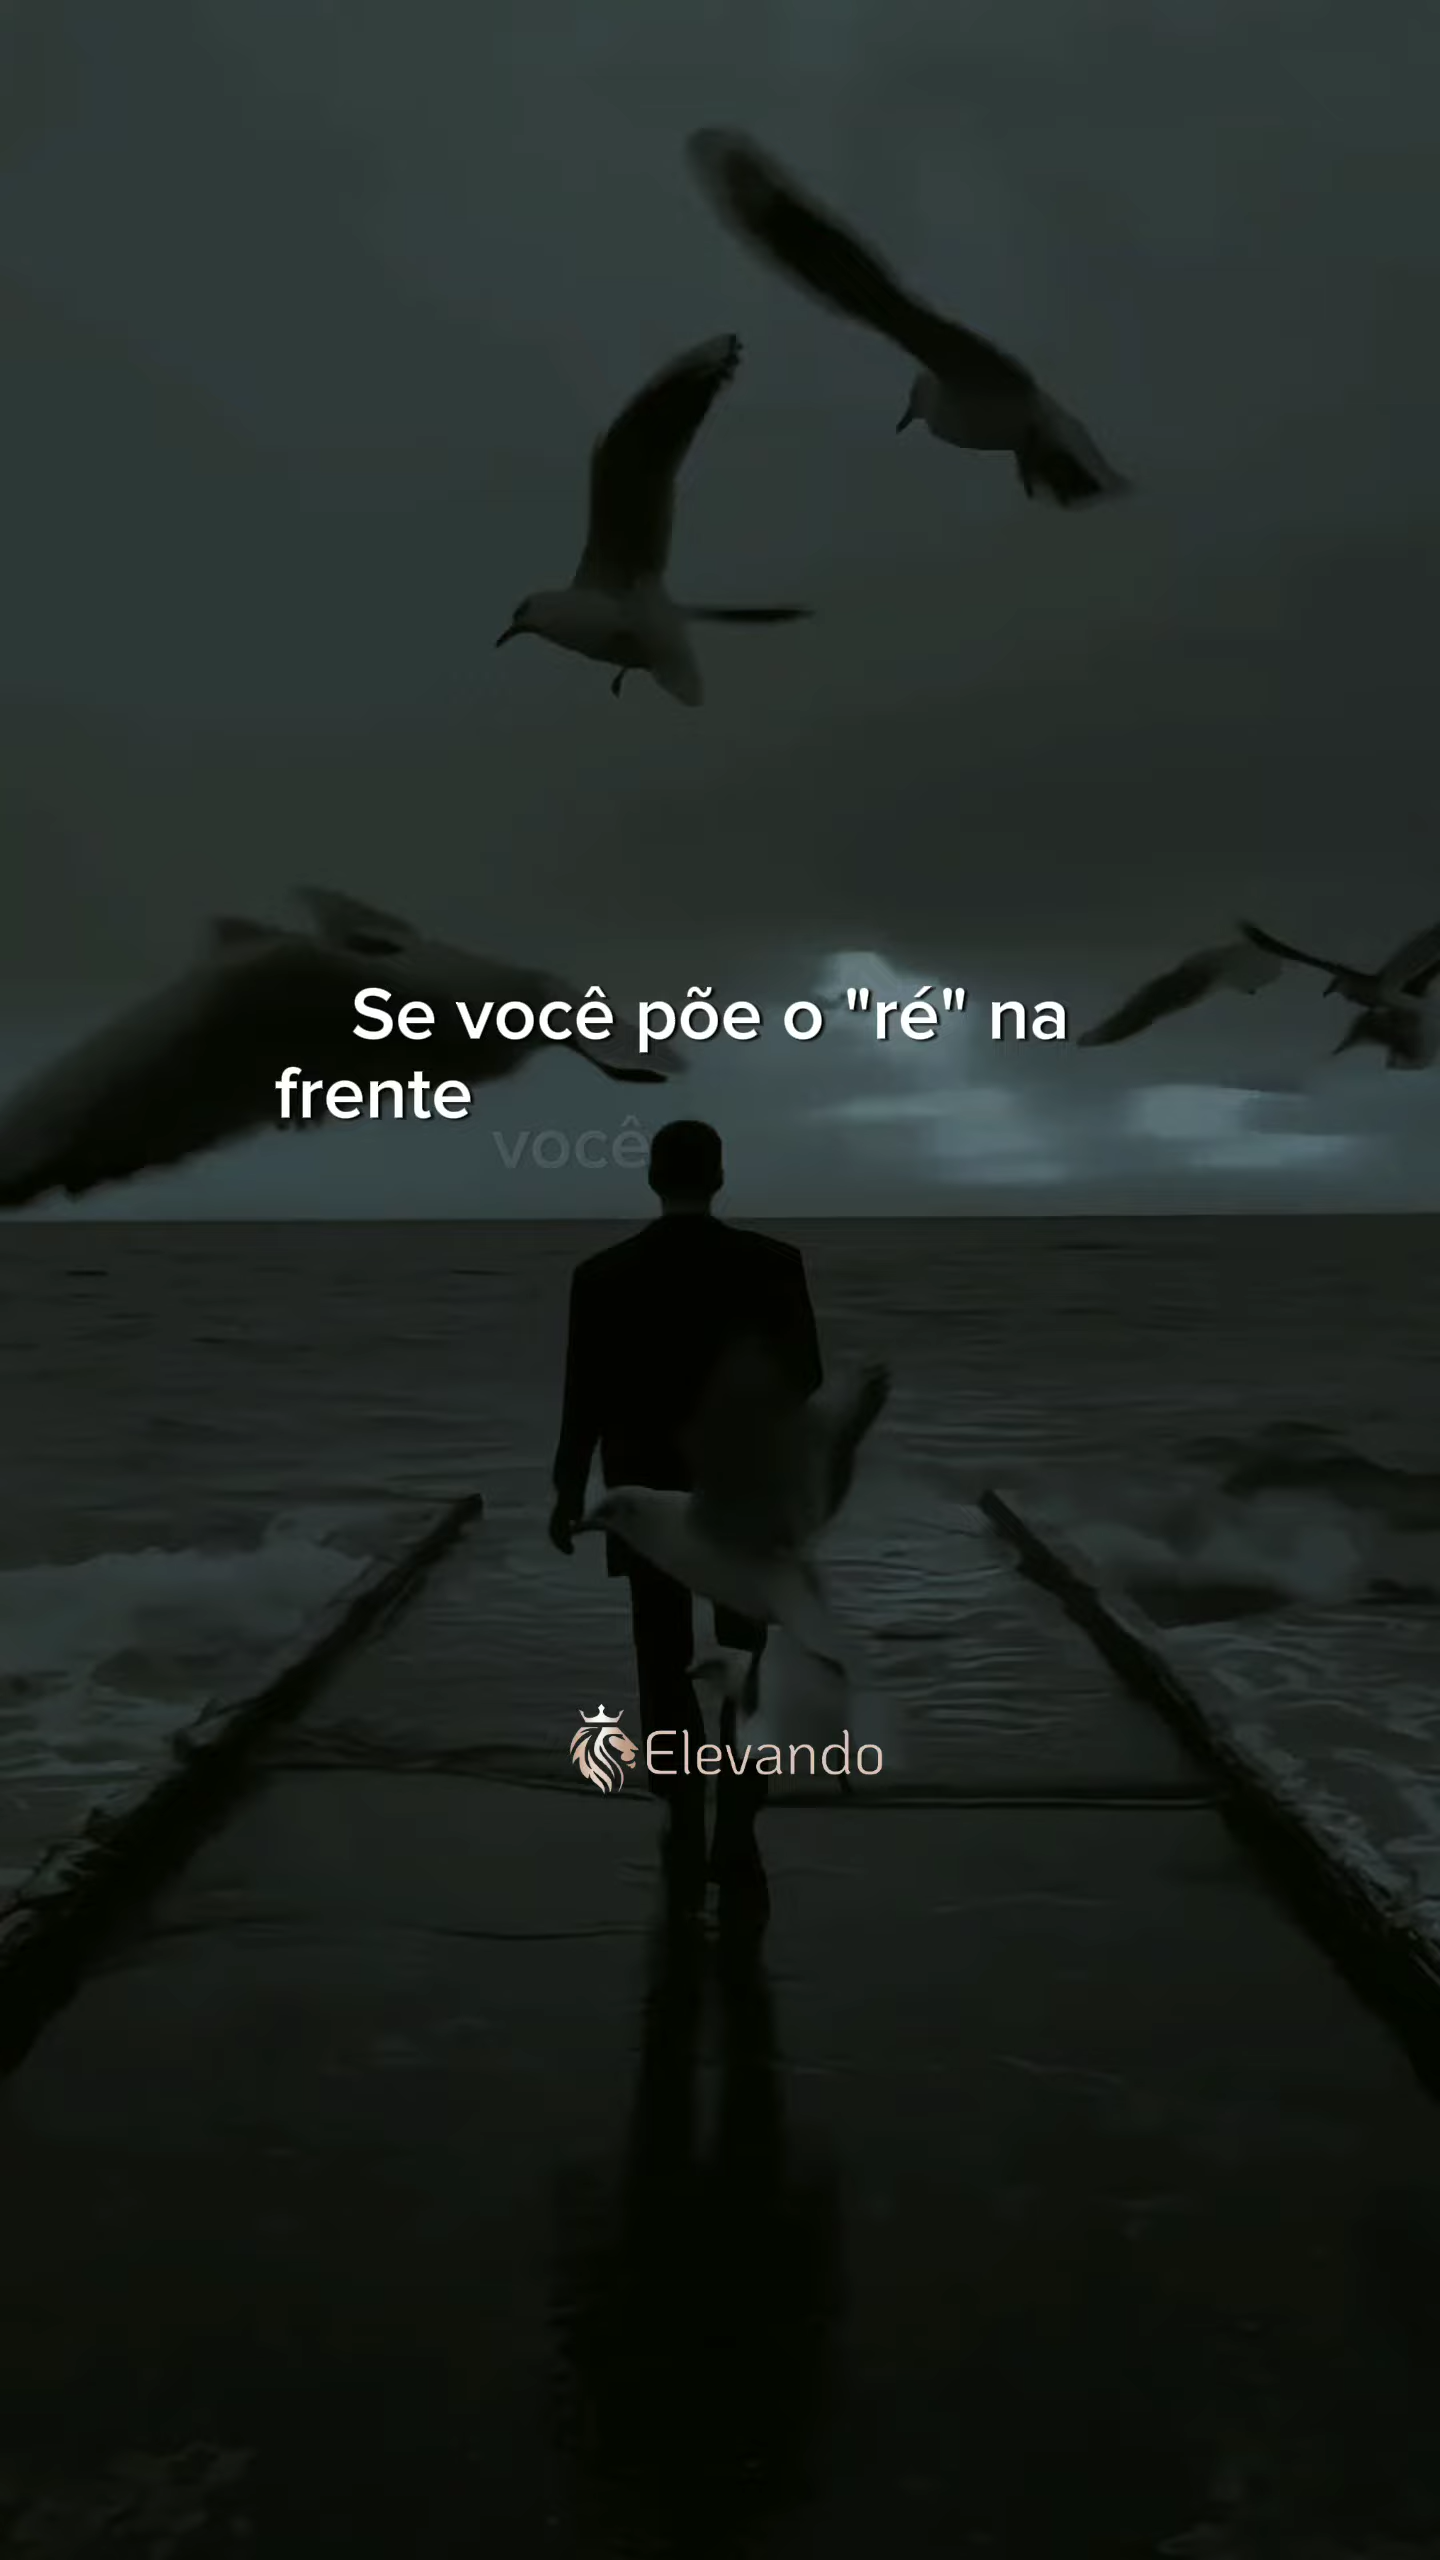 Se você põe o "ré" na
frente
você
Elevando